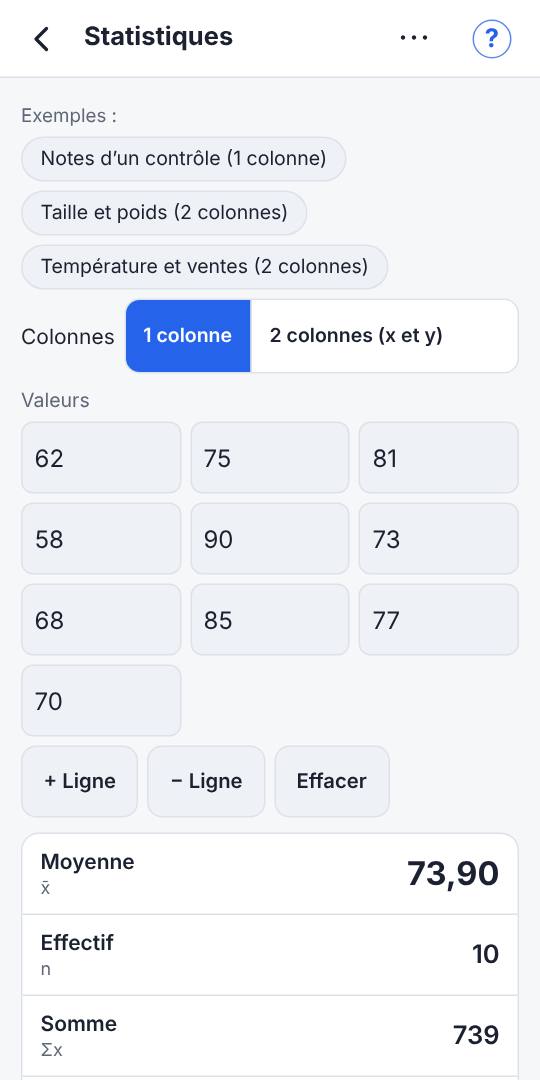 Statistiques
?
Exemples :
Notes d’un contrôle (1 colonne)
Taille et poids (2 colonnes)
Température et ventes (2 colonnes)
Colonnes 1 colonne 2 colonnes (x et y)
Valeurs
62 75 81
58 90 73
68 85 77
70
+ Ligne − Ligne Effacer
Moyenne
x̄
73,90
Effectif
n
10
Somme
Σx
739